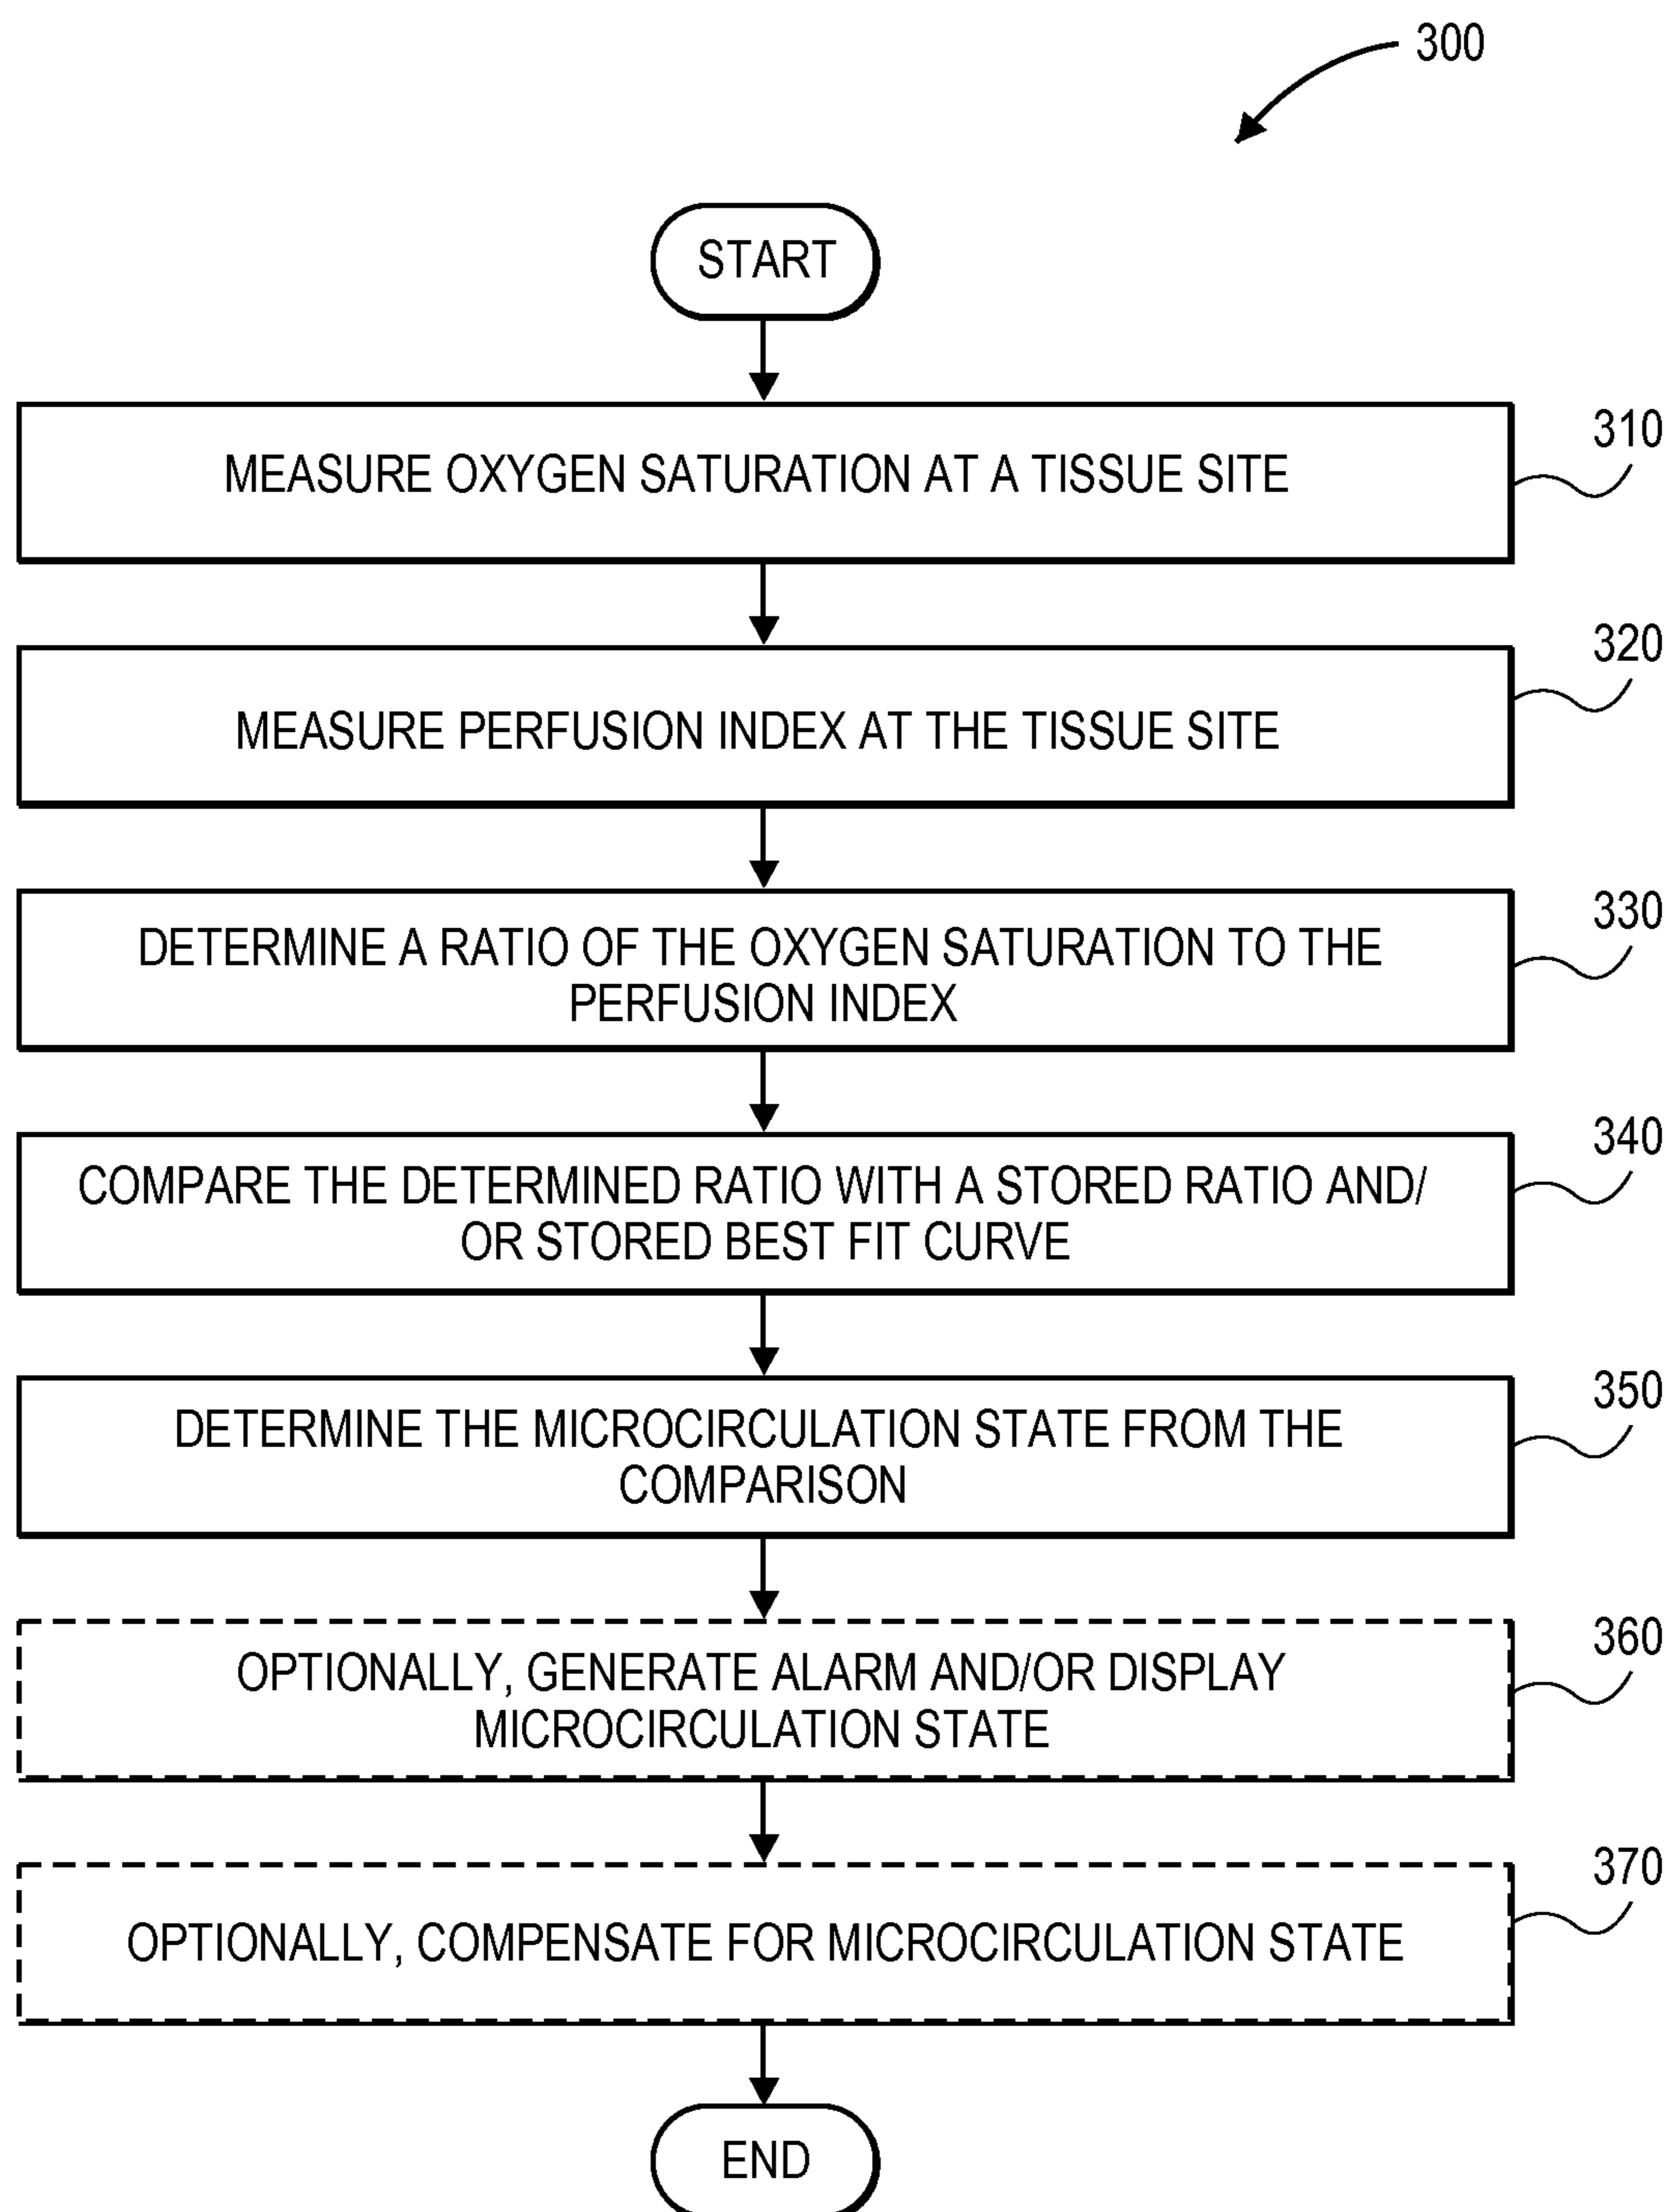 300
START
MEASURE OXYGEN SATURATION AT A TISSUE SITE
310
MEASURE PERFUSION INDEX AT THE TISSUE SITE
320
DETERMINE A RATIO OF THE OXYGEN SATURATION TO THE
PERFUSION INDEX
330
COMPARE THE DETERMINED RATIO WITH A STORED RATIO AND/
OR STORED BEST FIT CURVE
340
DETERMINE THE MICROCIRCULATION STATE FROM THE
COMPARISON
350
OPTIONALLY, GENERATE ALARM AND/OR DISPLAY
MICROCIRCULATION STATE
360
OPTIONALLY, COMPENSATE FOR MICROCIRCULATION STATE
370
END